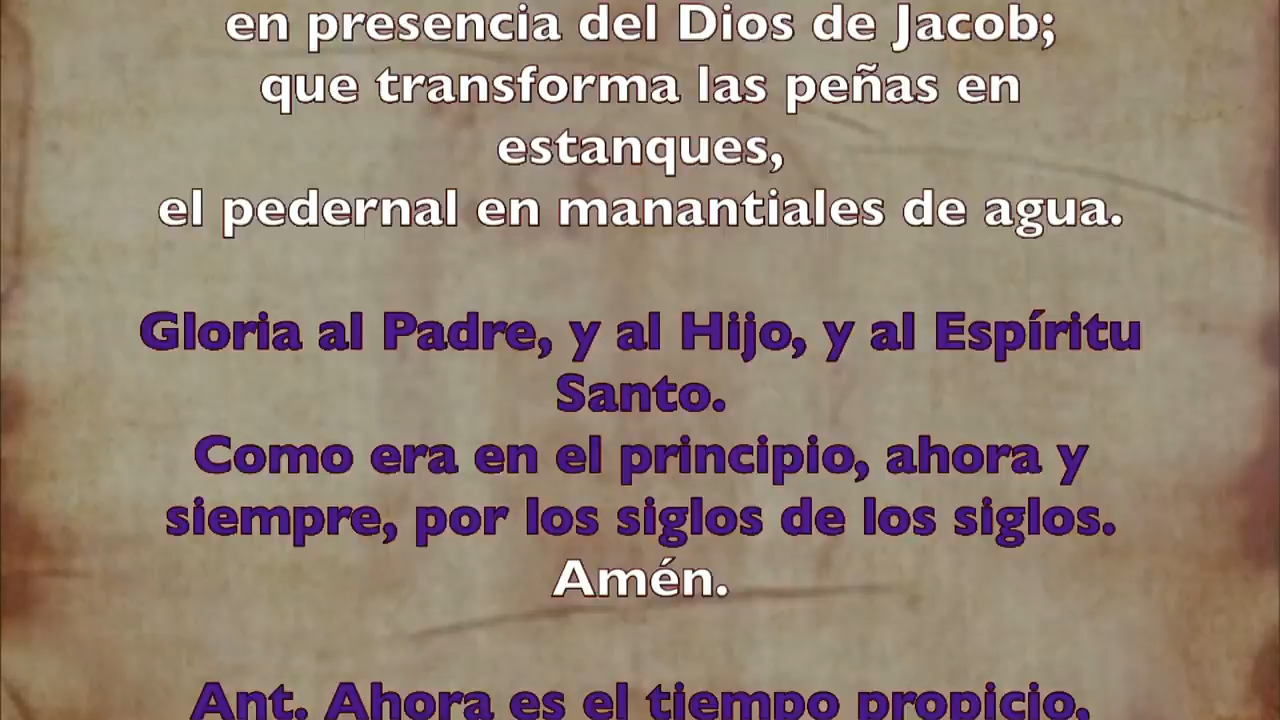 en presencia del Dios de Jacob;
que transforma las peñas en
estanques,
el pedernal en manantiales de agua.
Gloria al Padre, y al Hijo, y al Espíritu
Santo.
Como era en el principio, ahora y
siempre, por los siglos de los siglos.
Amén.
Ant. Ahora es el tiempo propicio,